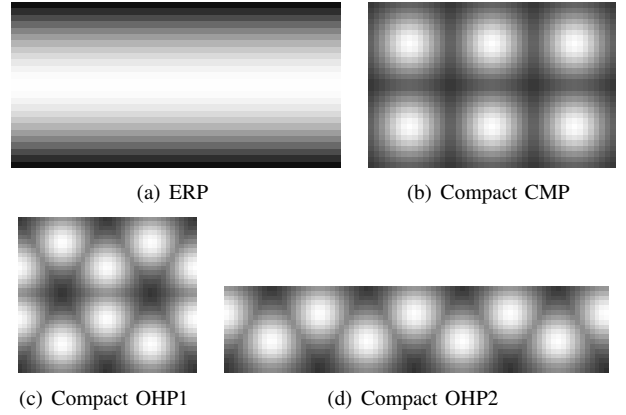 (a) ERP
(b) Compact CMP
(c) Compact OHP1
(d) Compact OHP2